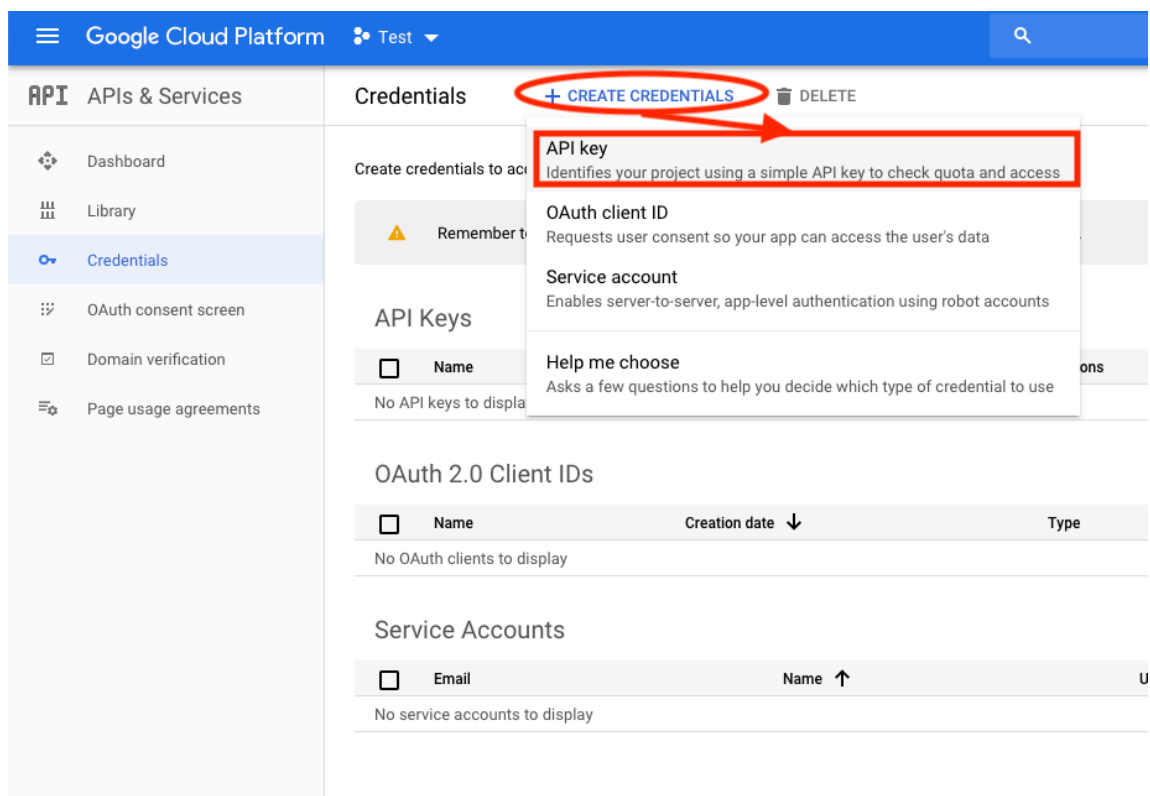 Google Cloud Platform Test
API APIs & Services
Credentials + CREATE CREDENTIALS DELETE
Dashboard
Library
Credentials
OAuth consent screen
Domain verification
Page usage agreements
Create credentials to
API key
Identifies your project using a simple API key to check quota and access
OAuth client ID
Requests user consent so your app can access the user's data
Service account
Enables server-to-server, app-level authentication using robot accounts
Help me choose
Asks a few questions to help you decide which type of credential to use
Remember
API Keys
Name
No API keys to
OAuth 2.0 Client IDs
Name Creation date Type
No OAuth clients to display
Service Accounts
Email Name
No service accounts to display